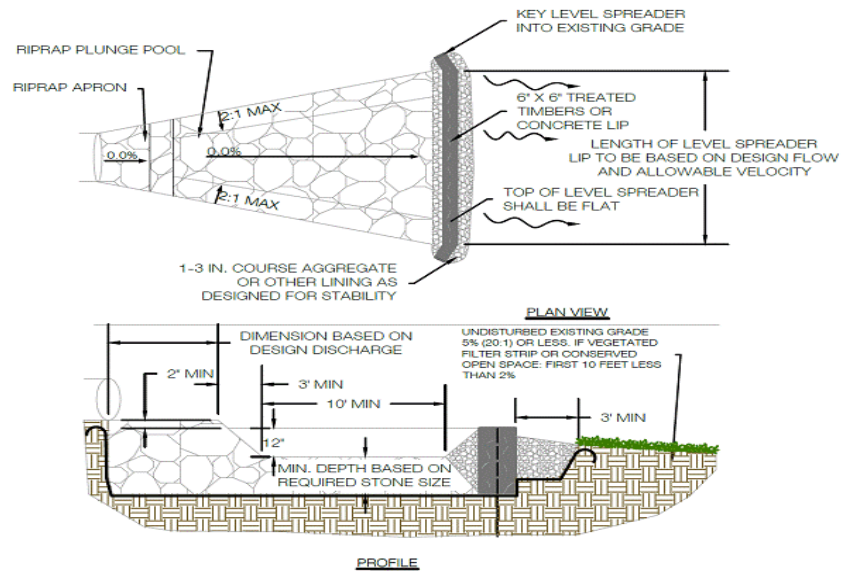 KEY LEVEL SPREADER
INTO EXISTING GRADE
RIPRAP PLUNGE POOL
RIPRAP APRON
2:1 MAX
0.0%
0.0%
2:1 MAX
6" X 6" TREATED
TIMBERS OR
CONCRETE LIP
LENGTH OF LEVEL SPREADER
LIP TO BE BASED ON DESIGN FLOW
AND ALLOWABLE VELOCITY
TOP OF LEVEL SPREADER
SHALL BE FLAT
1-3 IN. COURSE AGGREGATE
OR OTHER LINING AS
DESIGNED FOR STABILITY
PLAN VIEW
DIMENSION BASED ON
DESIGN DISCHARGE
UNDISTURBED EXISTING GRADE
5% (20:1) OR LESS. IF VEGETATED
FILTER STRIP OR CONSERVED
OPEN SPACE: FIRST 10 FEET LESS
THAN 2%
2" MIN
3' MIN
10' MIN
3' MIN
12"
MIN. DEPTH BASED ON
REQUIRED STONE SIZE
PROFILE